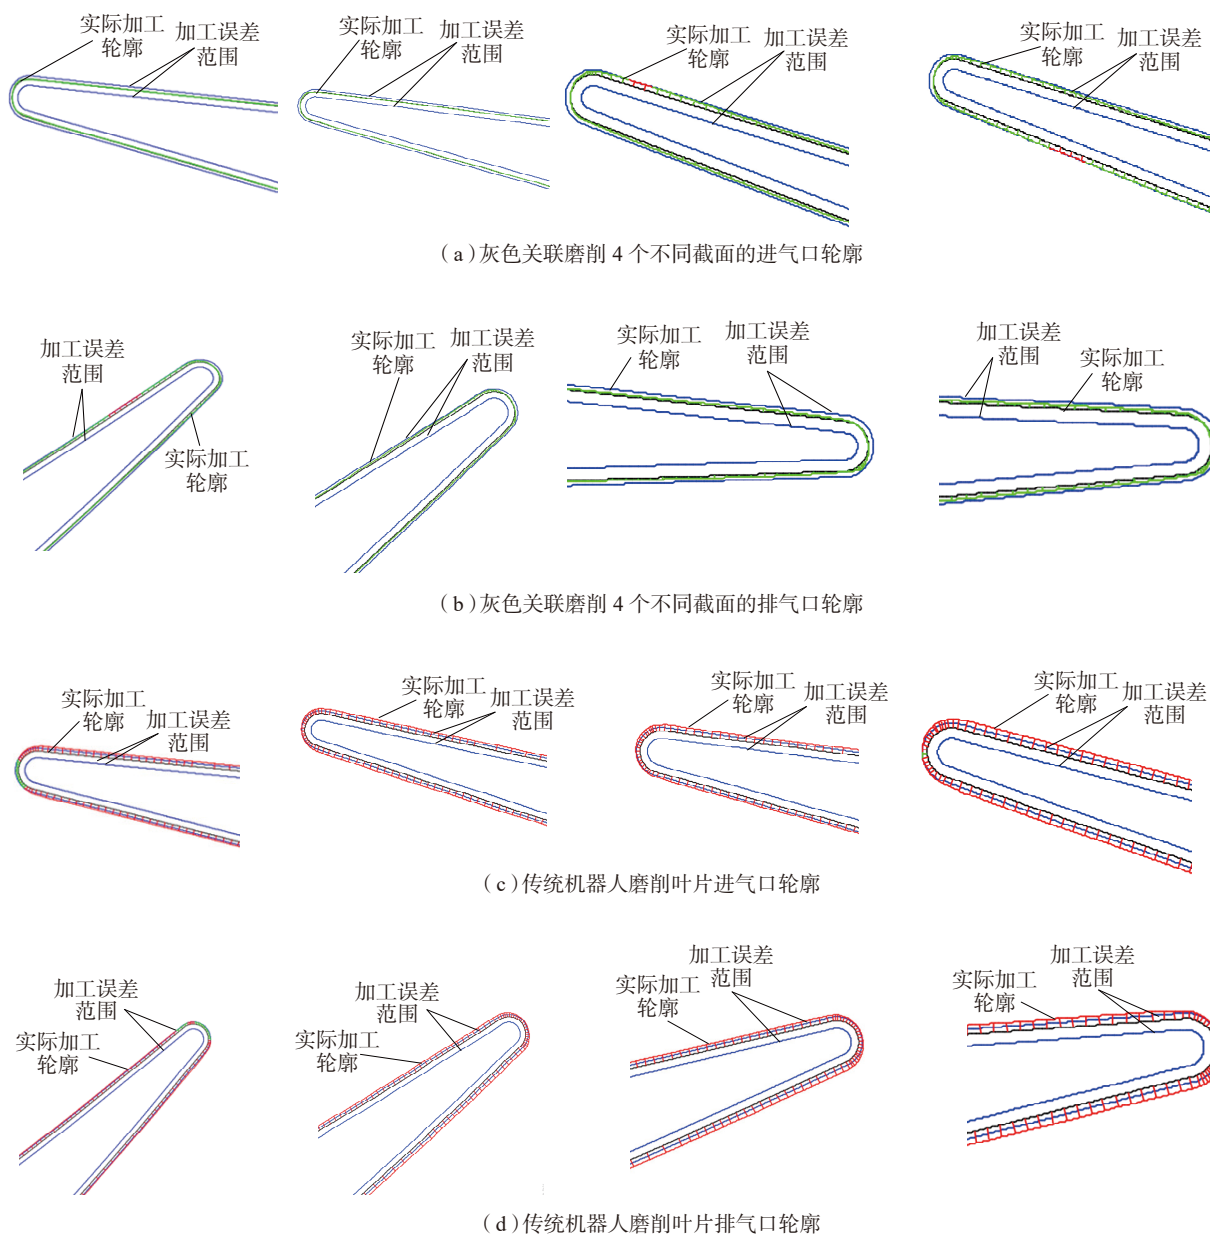 实际加工
轮廓
加工误差
范围
实际加工
轮廓
加工误差
范围
实际加工
轮廓
加工误差
范围
实际加工
轮廓
加工误差
范围
(a)灰色关联磨削 4 个不同截面的进气口轮廓
加工误差
范围
实际加工
轮廓
实际加工
轮廓
加工误差
范围
实际加工
轮廓
加工误差
范围
加工误差
范围
实际加工
轮廓
(b)灰色关联磨削 4 个不同截面的排气口轮廓
实际加工
轮廓
加工误差
范围
实际加工
轮廓
加工误差
范围
实际加工
轮廓
加工误差
范围
实际加工
轮廓
加工误差
范围
(c)传统机器人磨削叶片进气口轮廓
加工误差
范围
实际加工
轮廓
加工误差
范围
实际加工
轮廓
加工误差
范围
实际加工
轮廓
加工误差
范围
实际加工
轮廓
(d)传统机器人磨削叶片排气口轮廓